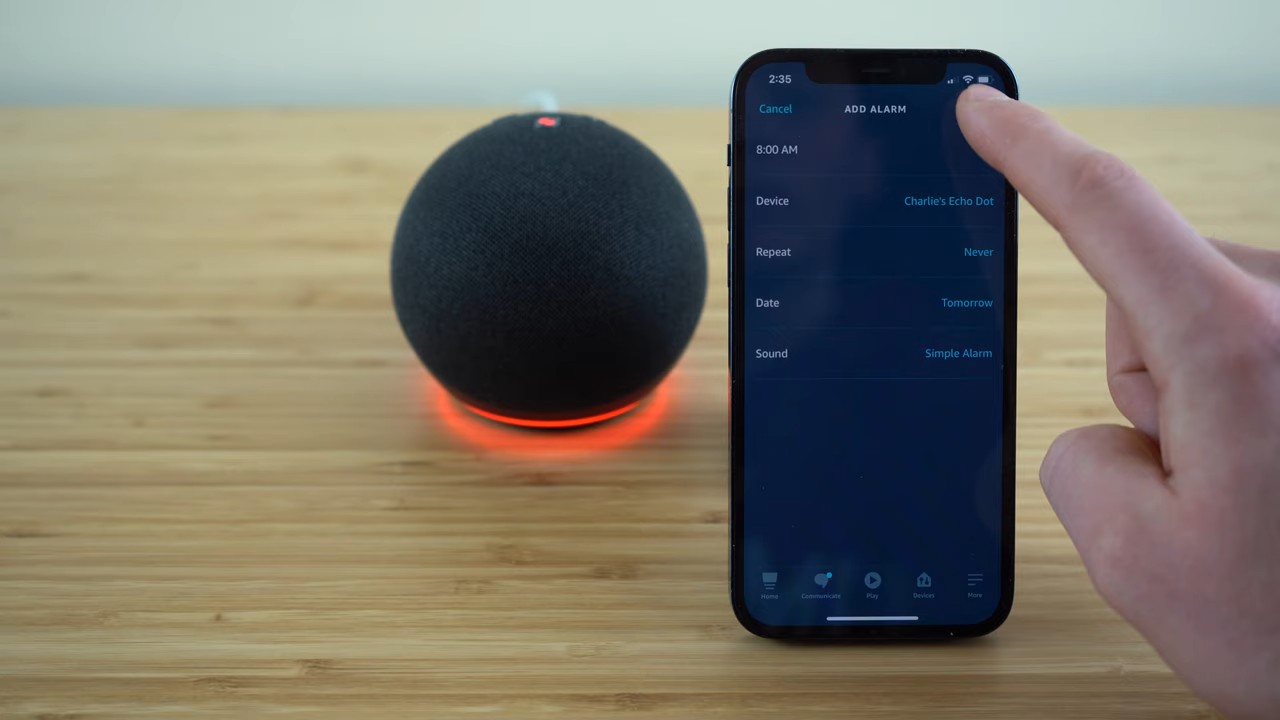 2:35
Cancel ADD ALARM
8:00 AM
Device Charlie's Echo Dot
Repeat Never
Date Tomorrow
Sound Simple Alarm
Home Communicate Play Devices More